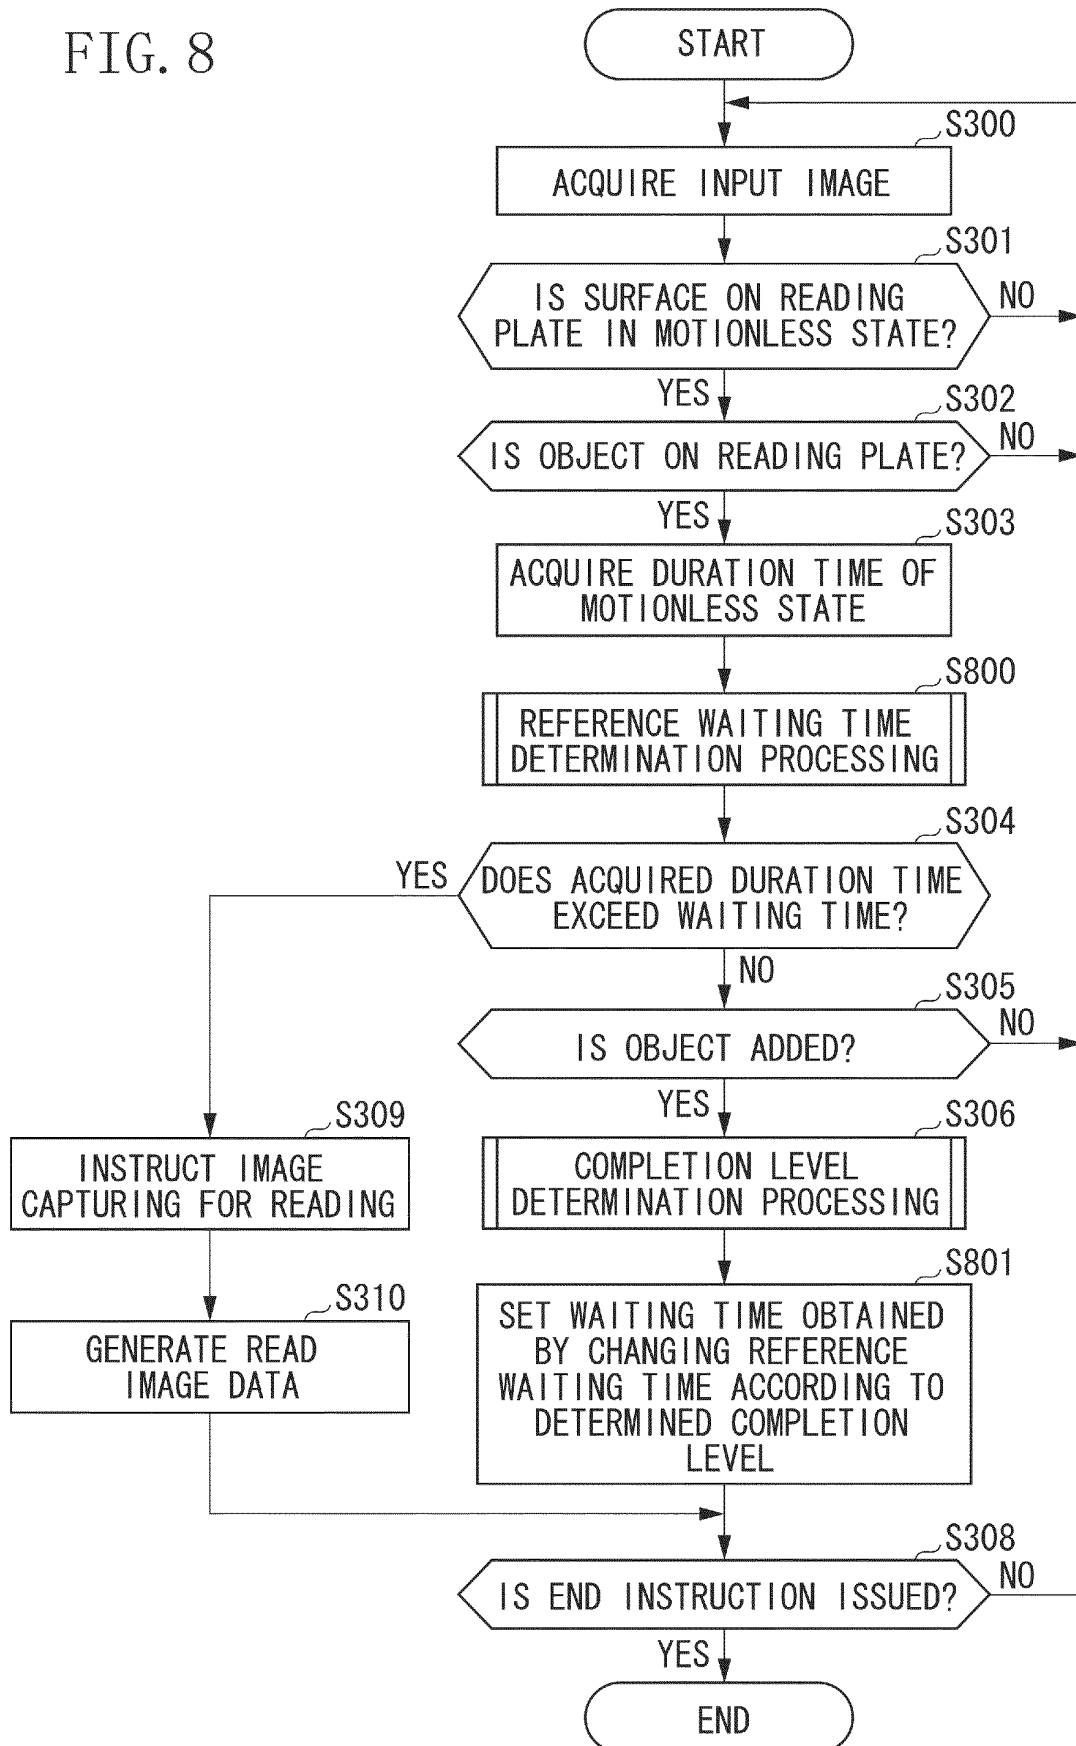 FIG. 8
START
S300
ACQUIRE INPUT IMAGE
S301
IS SURFACE ON READING
PLATE IN MOTIONLESS STATE?
NO
YES
S302
IS OBJECT ON READING PLATE?
NO
YES
S303
ACQUIRE DURATION TIME OF
MOTIONLESS STATE
S800
REFERENCE WAITING TIME
DETERMINATION PROCESSING
S304
DOES ACQUIRED DURATION TIME
EXCEED WAITING TIME?
YES
NO
S305
IS OBJECT ADDED?
NO
YES
S306
COMPLETION LEVEL
DETERMINATION PROCESSING
S309
INSTRUCT IMAGE
CAPTURING FOR READING
S801
SET WAITING TIME OBTAINED
BY CHANGING REFERENCE
WAITING TIME ACCORDING TO
DETERMINED COMPLETION
LEVEL
S310
GENERATE READ
IMAGE DATA
S308
IS END INSTRUCTION ISSUED?
NO
YES
END